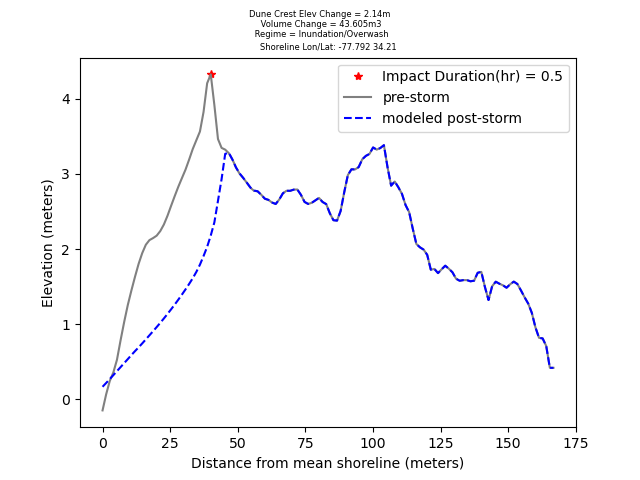 Dune Crest Elev Change = 2.14m
Volume Change = 43.605m3
Regime = Inundation/Overwash
Shoreline Lon/Lat: -77.792 34.21
Impact Duration(hr) = 0.5
pre-storm
modeled post-storm
Elevation (meters)
4
3
2
1
0
0 25 50 75 100 125 150 175
Distance from mean shoreline (meters)